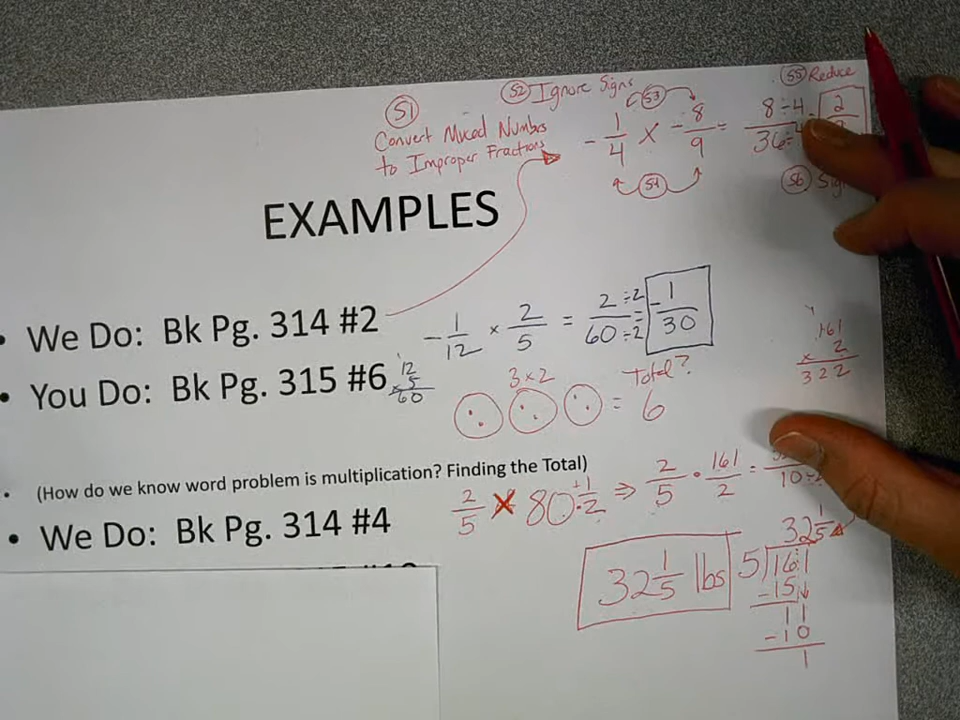 S1
Convert Mixed Numbers
to Improper Fractions
S2 Ignore Signs
S3
S5 Reduce
- 1/4 X - 8/9 = 8÷4 / 36÷4 = 2
S4
S6 Sign
EXAMPLES
• We Do: Bk Pg. 314 #2
- 1/12 × 2/5 = 2÷2 / 60÷2 = - 1/30
161
× 2
322
• You Do: Bk Pg. 315 #6
12
× 5
60
3×2
Total?
= 6
• (How do we know word problem is multiplication? Finding the Total)
2/5 X 80 + 1/2 ⇒ 2/5 · 161/2 =
10÷2
• We Do: Bk Pg. 314 #4
32 1/5 lbs
32 1/5
5)161
-15
11
-10
1